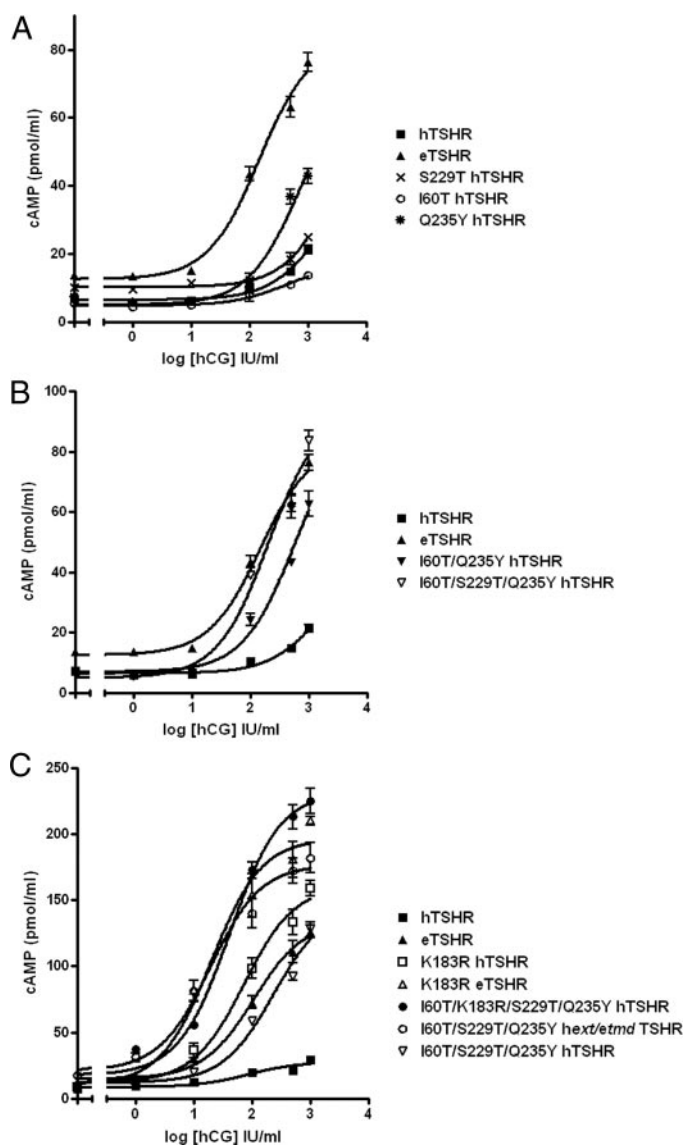 A
80
60
40
20
0
cAMP (pmol/ml)
0 1 2 3 4
log [hCG] IU/ml
hTSHR
eTSHR
S229T hTSHR
I60T hTSHR
Q235Y hTSHR
B
100
80
60
40
20
0
cAMP (pmol/ml)
0 1 2 3 4
log [hCG] IU/ml
hTSHR
eTSHR
I60T/Q235Y hTSHR
I60T/S229T/Q235Y hTSHR
C
250
200
150
100
50
0
cAMP (pmol/ml)
0 1 2 3 4
log [hCG] IU/ml
hTSHR
eTSHR
K183R hTSHR
K183R eTSHR
I60T/K183R/S229T/Q235Y hTSHR
I60T/S229T/Q235Y hext/etmd TSHR
I60T/S229T/Q235Y hTSHR